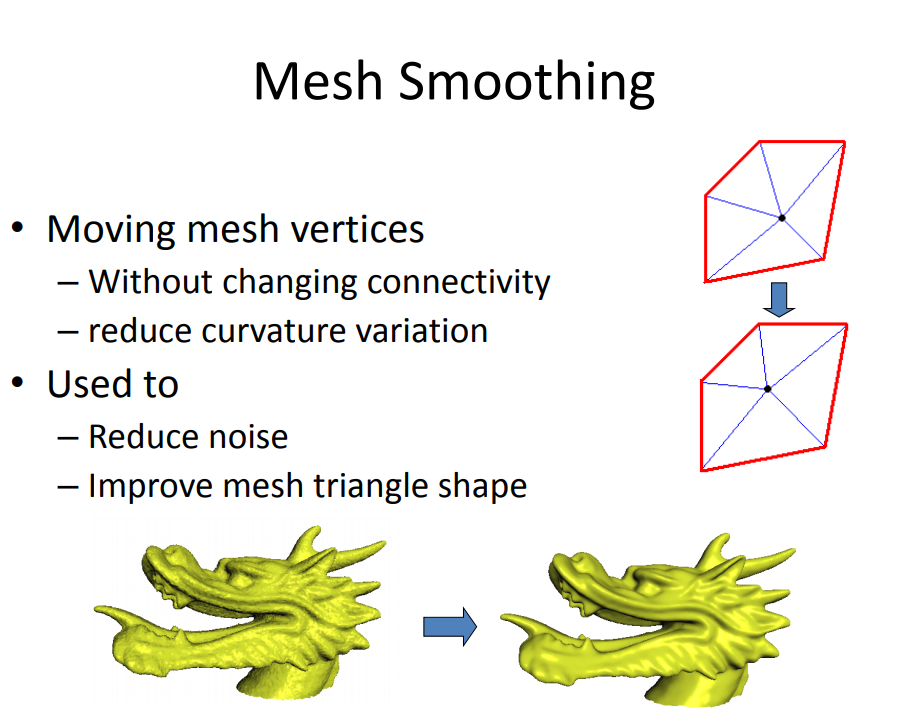 Mesh Smoothing
• Moving mesh vertices
– Without changing connectivity
– reduce curvature variation
• Used to
– Reduce noise
– Improve mesh triangle shape